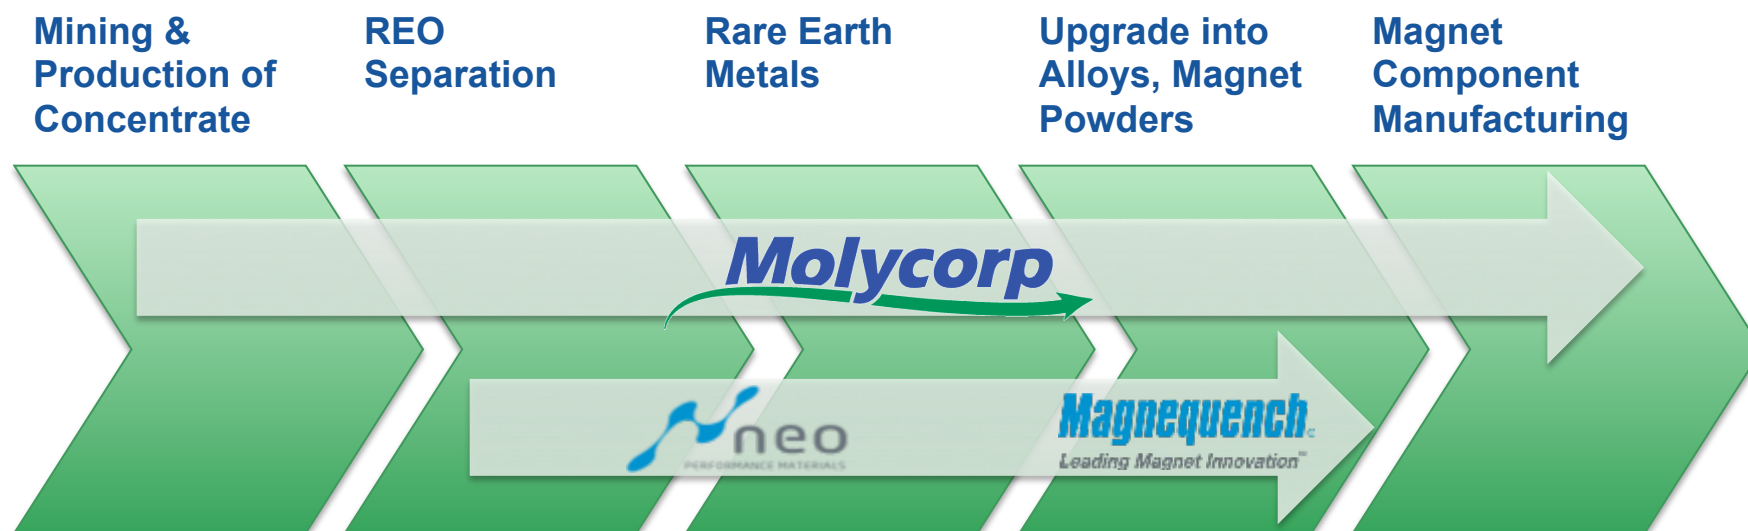 Mining &
Production of
Concentrate
REO
Separation
Rare Earth
Metals
Upgrade into
Alloys, Magnet
Powders
Magnet
Component
Manufacturing
Molycorp
neo
PERFORMANCE MATERIALS
Magnequench
Leading Magnet Innovation™